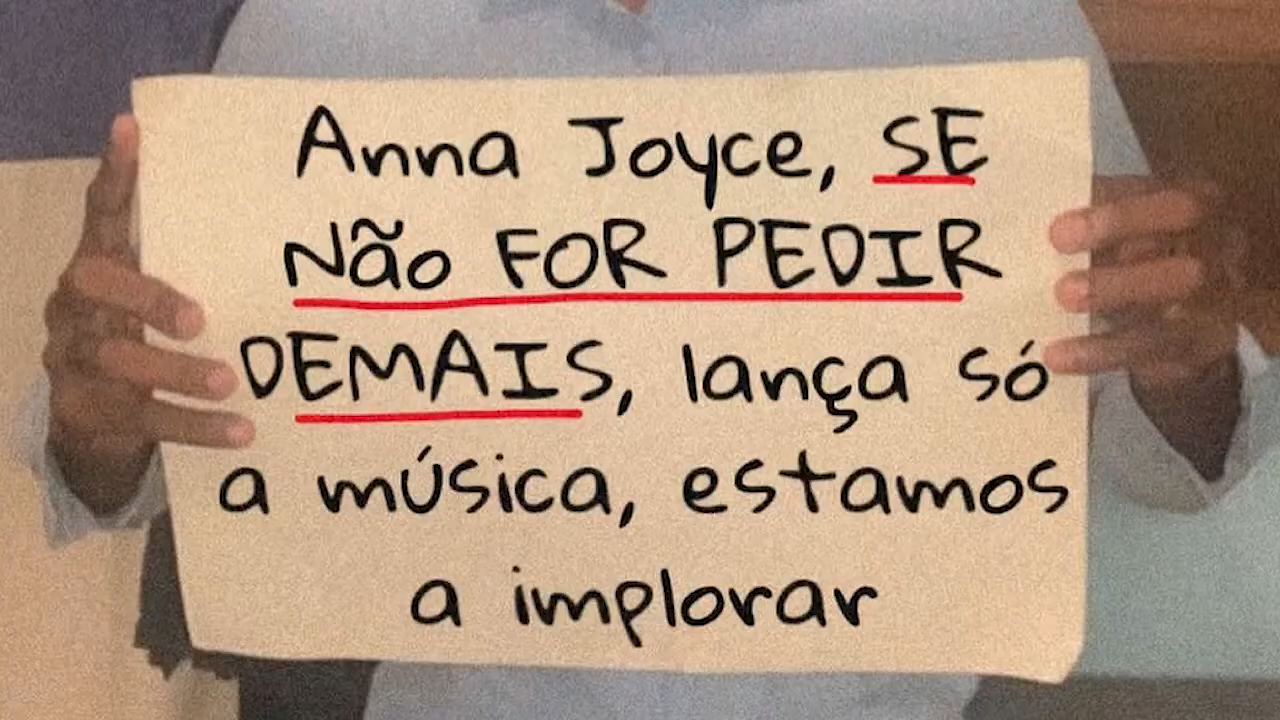 Anna Joyce, SE
Não FOR PEDIR
DEMAIS, lança só
a música, estamos
a implorar